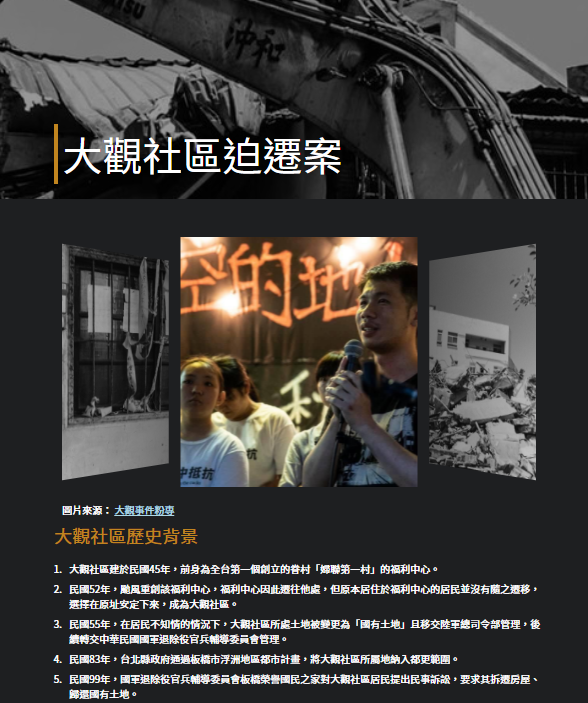 沖和
大觀社區迫遷案
空的地
中抵抗
圖片來源： 大觀事件粉專
大觀社區歷史背景
1. 大觀社區建於民國45年，前身為全台第一個創立的眷村「婦聯第一村」的福利中心。
2. 民國52年，颱風重創該福利中心，福利中心因此遷往他處，但原本居住於福利中心的居民並沒有隨之遷移，
選擇在原址安定下來，成為大觀社區。
3. 民國55年，在居民不知情的情況下，大觀社區所處土地被變更為「國有土地」且移交陸軍總司令部管理，後
續轉交中華民國國軍退除役官兵輔導委員會管理。
4. 民國83年，台北縣政府通過板橋市浮洲地區都市計畫，將大觀社區所屬地納入都更範圍。
5. 民國99年，國軍退除役官兵輔導委員會板橋榮譽國民之家對大觀社區居民提出民事訴訟，要求其拆遷房屋、
歸還國有土地。